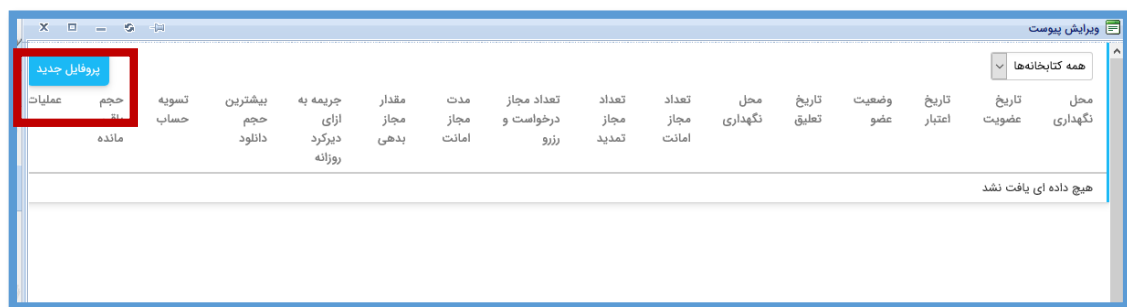 ویرایش پیوست
همه کتابخانه‌ها
پروفایل جدید
محل نگهداری
تاریخ عضویت
تاریخ اعتبار
وضعیت عضو
تاریخ تعلیق
محل نگهداری
تعداد مجاز امانت
تعداد مجاز تمدید
تعداد مجاز درخواست و رزرو
مدت مجاز امانت
مقدار مجاز بدهی
جریمه به ازای دیرکرد روزانه
بیشترین حجم دانلود
تسویه حساب
حجم مانده
عملیات
هیچ داده ای یافت نشد